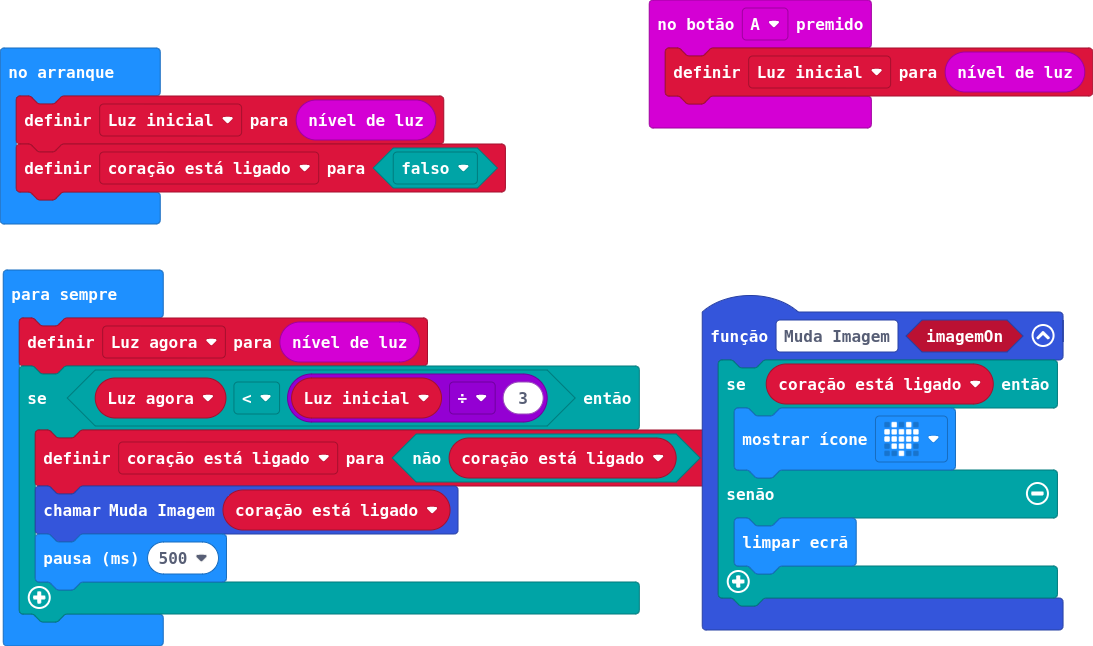 no arranque
definir Luz inicial para nível de luz
definir coração está ligado para falso
no botão A premido
definir Luz inicial para nível de luz
para sempre
definir Luz agora para nível de luz
se Luz agora < Luz inicial ÷ 3 então
definir coração está ligado para não coração está ligado
chamar Muda Imagem coração está ligado
pausa (ms) 500
função Muda Imagem imagemOn
se coração está ligado então
mostrar ícone
senão
limpar ecrã